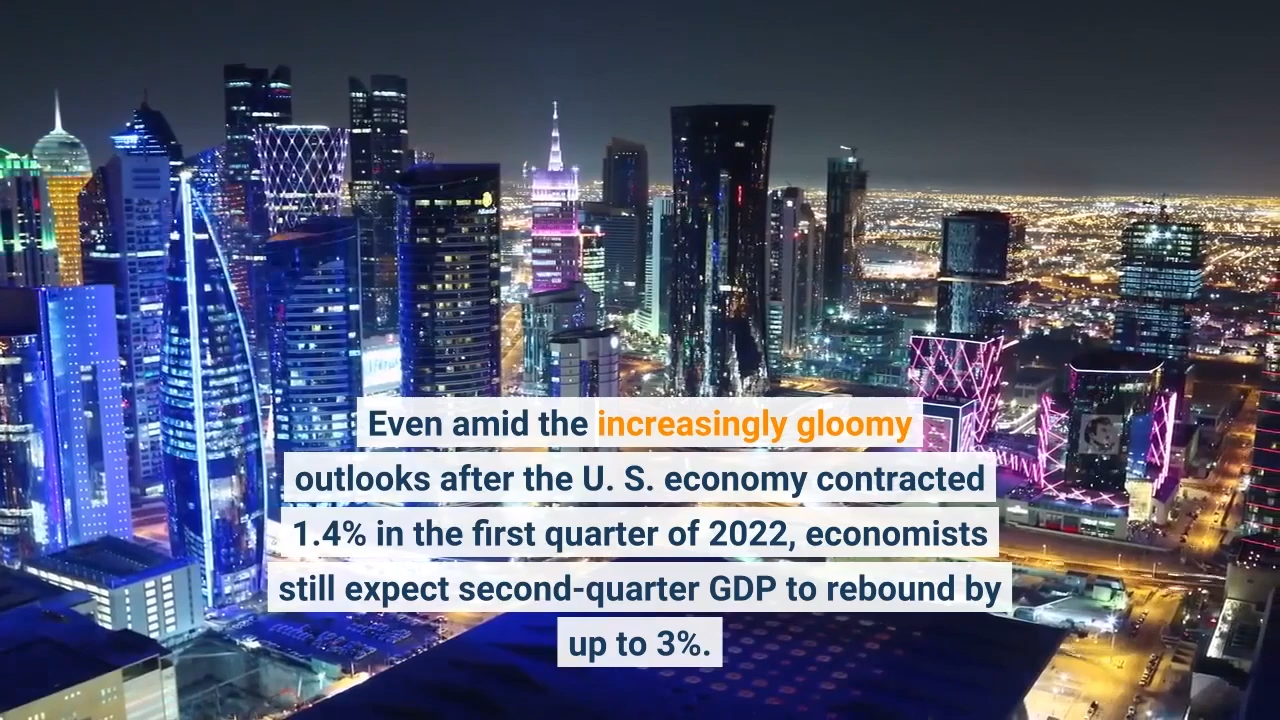 Even amid the increasingly gloomy
outlooks after the U. S. economy contracted
1.4% in the first quarter of 2022, economists
still expect second-quarter GDP to rebound by
up to 3%.